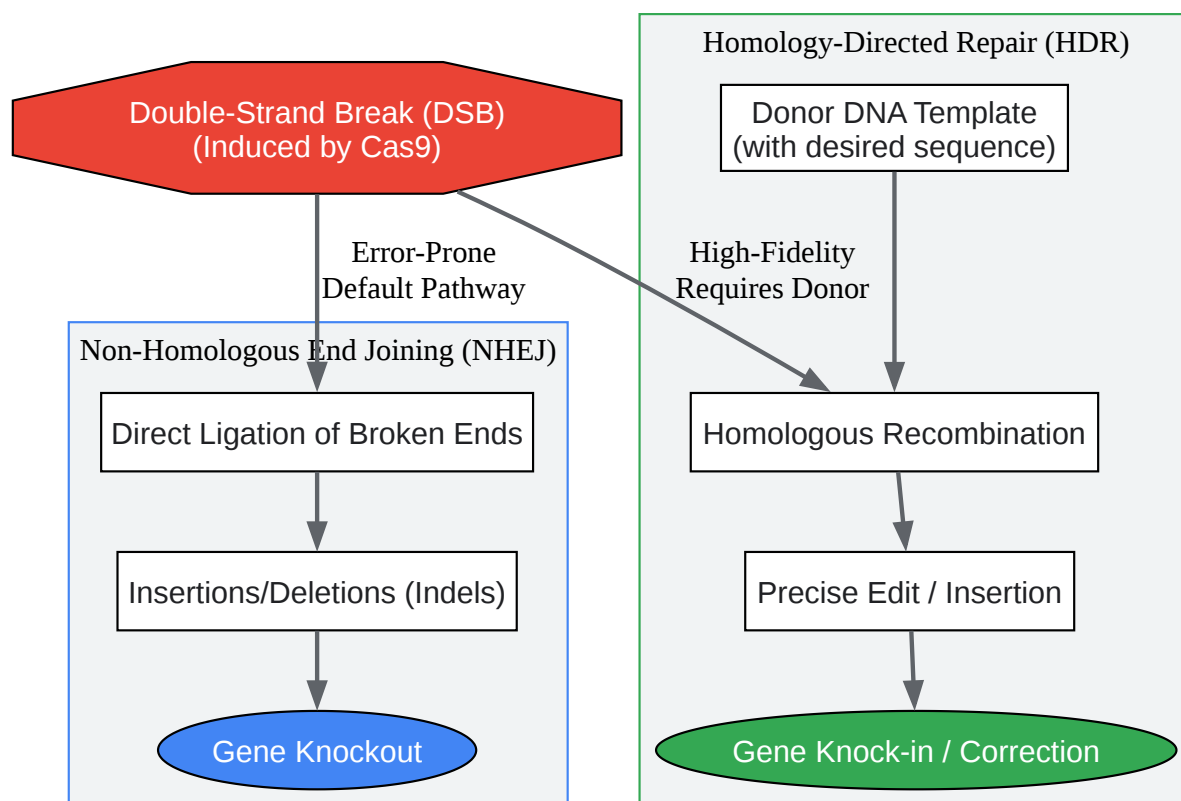 Homology-Directed Repair (HDR)
Double-Strand Break (DSB)
(Induced by Cas9)
Donor DNA Template
(with desired sequence)
Error-Prone
Default Pathway
High-Fidelity
Requires Donor
Non-Homologous End Joining (NHEJ)
Direct Ligation of Broken Ends
Homologous Recombination
Insertions/Deletions (Indels)
Precise Edit / Insertion
Gene Knockout
Gene Knock-in / Correction